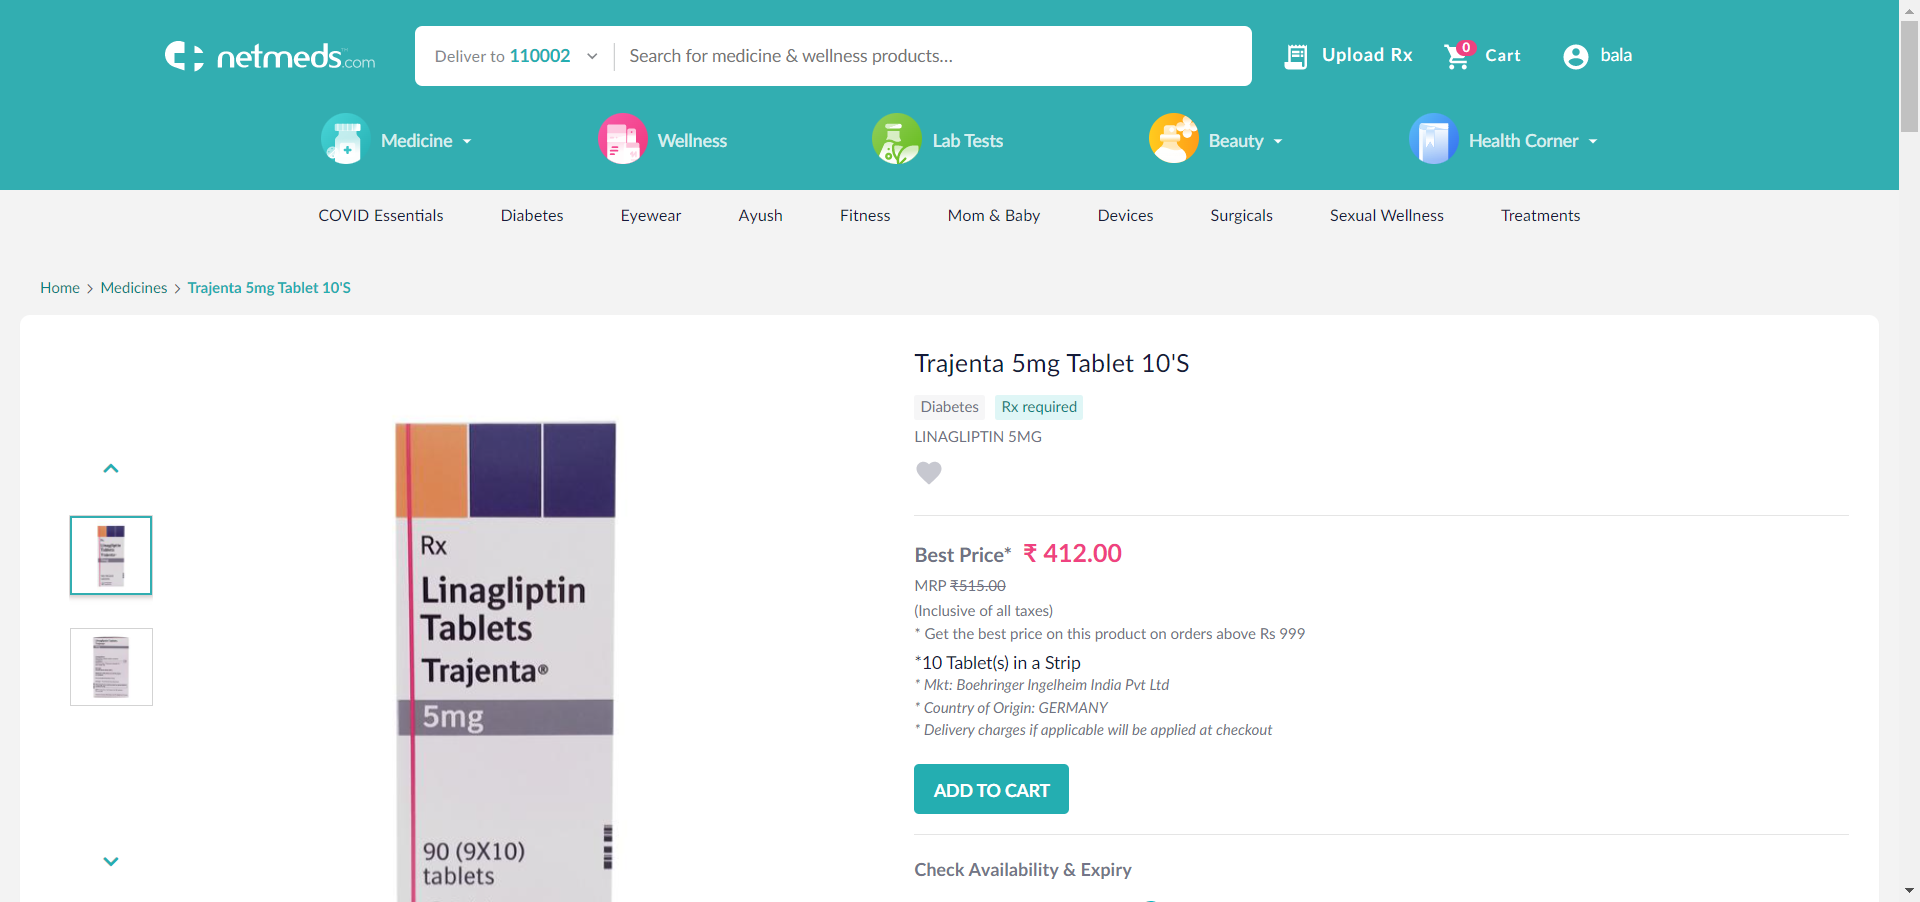 netmeds.com
Deliver to 110002
Search for medicine & wellness products...
Upload Rx
0
Cart
bala
Medicine
Wellness
Lab Tests
Beauty
Health Corner
COVID Essentials
Diabetes
Eyewear
Ayush
Fitness
Mom & Baby
Devices
Surgicals
Sexual Wellness
Treatments
Home > Medicines > Trajenta 5mg Tablet 10'S
Rx
Linagliptin
Tablets
Trajenta®
5mg
90 (9X10)
tablets
Trajenta 5mg Tablet 10'S
Diabetes
Rx required
LINAGLIPTIN 5MG
Best Price* ₹ 412.00
MRP ₹515.00
(Inclusive of all taxes)
* Get the best price on this product on orders above Rs 999
*10 Tablet(s) in a Strip
* Mkt: Boehringer Ingelheim India Pvt Ltd
* Country of Origin: GERMANY
* Delivery charges if applicable will be applied at checkout
ADD TO CART
Check Availability & Expiry